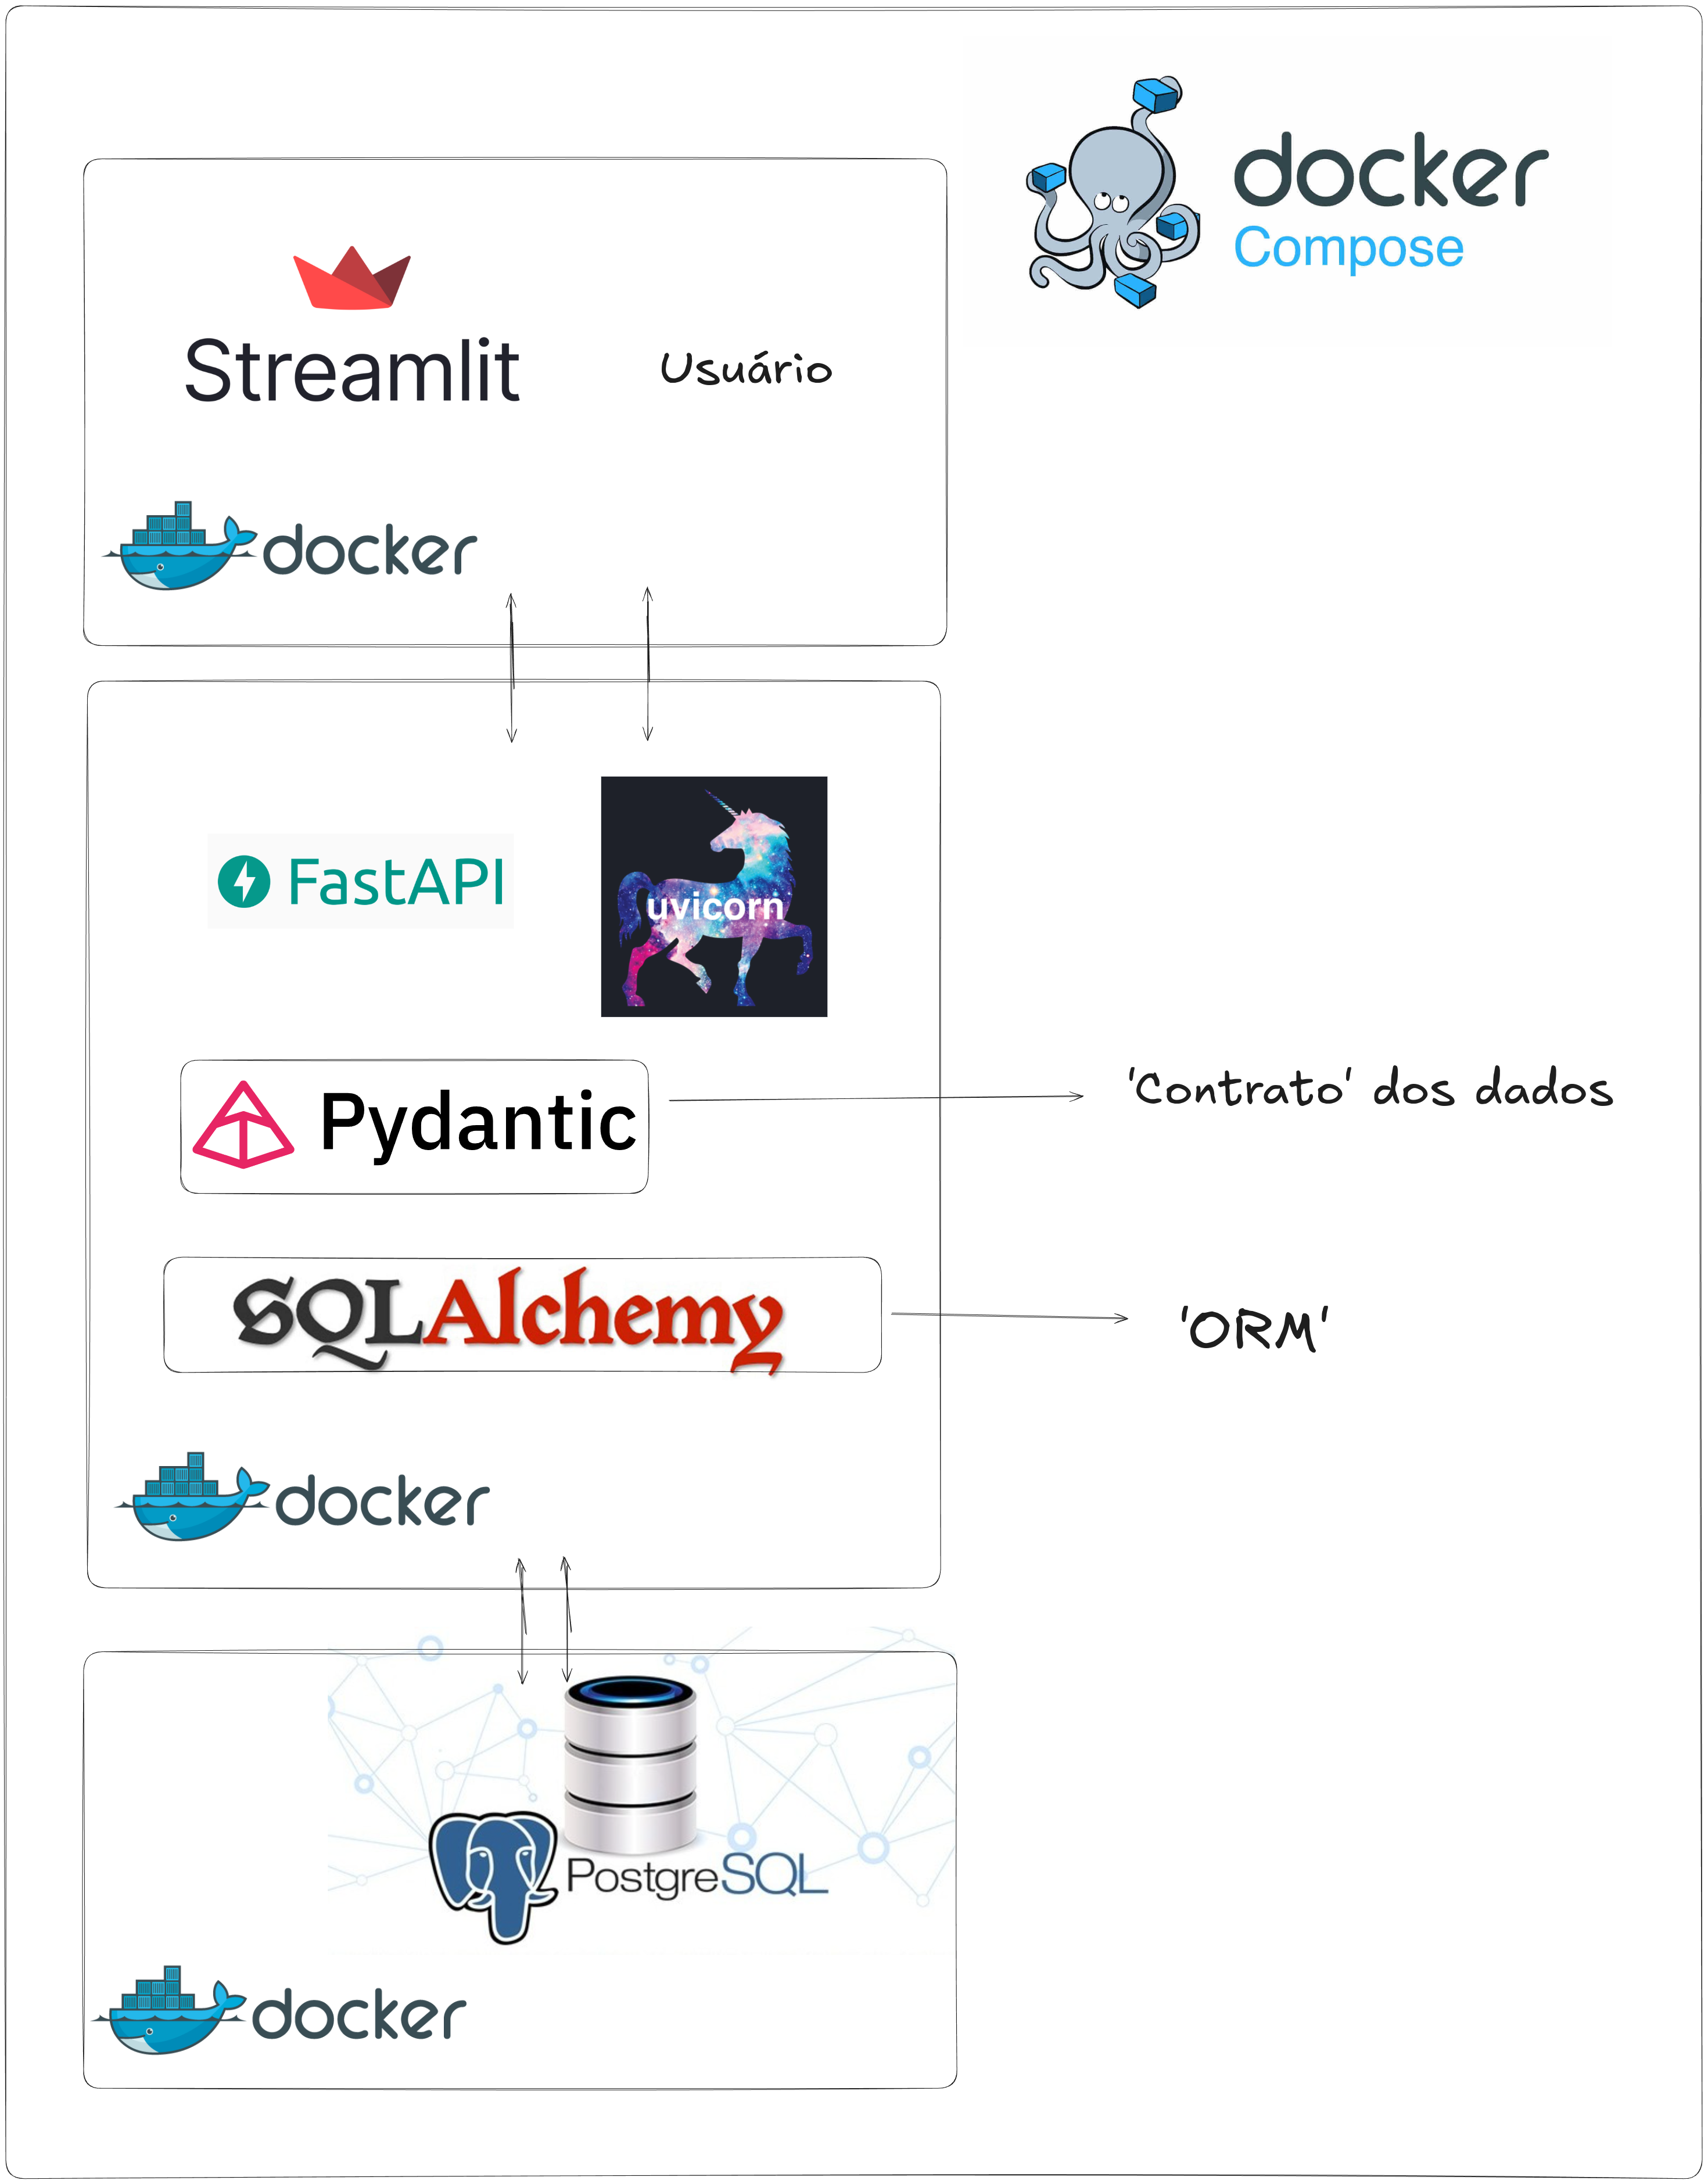 docker
Compose
Streamlit
Usuário
docker
FastAPI
uvicorn
Pydantic
'Contrato' dos dados
SQLAlchemy
'ORM'
docker
PostgreSQL
docker